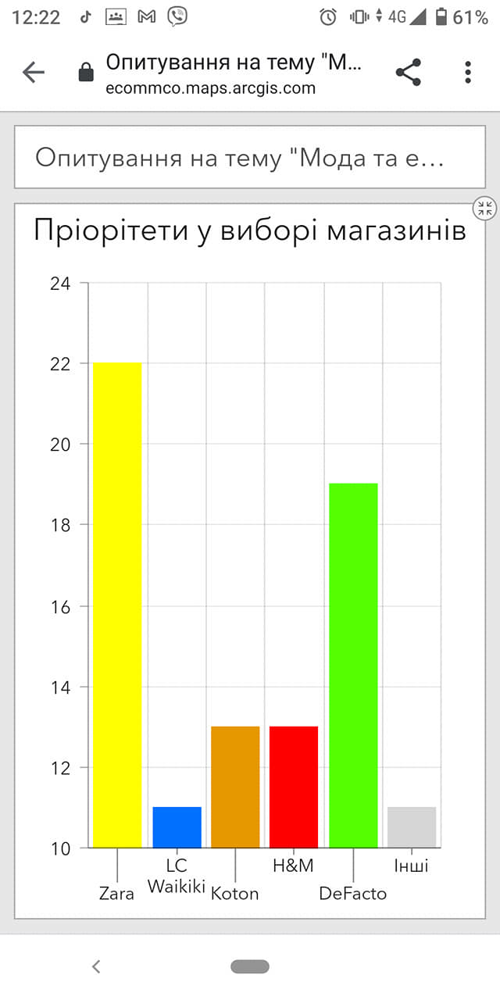 12:22
4G
61%
Опитування на тему "М...
ecommco.maps.arcgis.com
Опитування на тему "Мода та е...
Пріорітети у виборі магазинів
24
22
20
18
16
14
12
10
Zara
LC
Waikiki
Koton
H&M
DeFacto
Інші